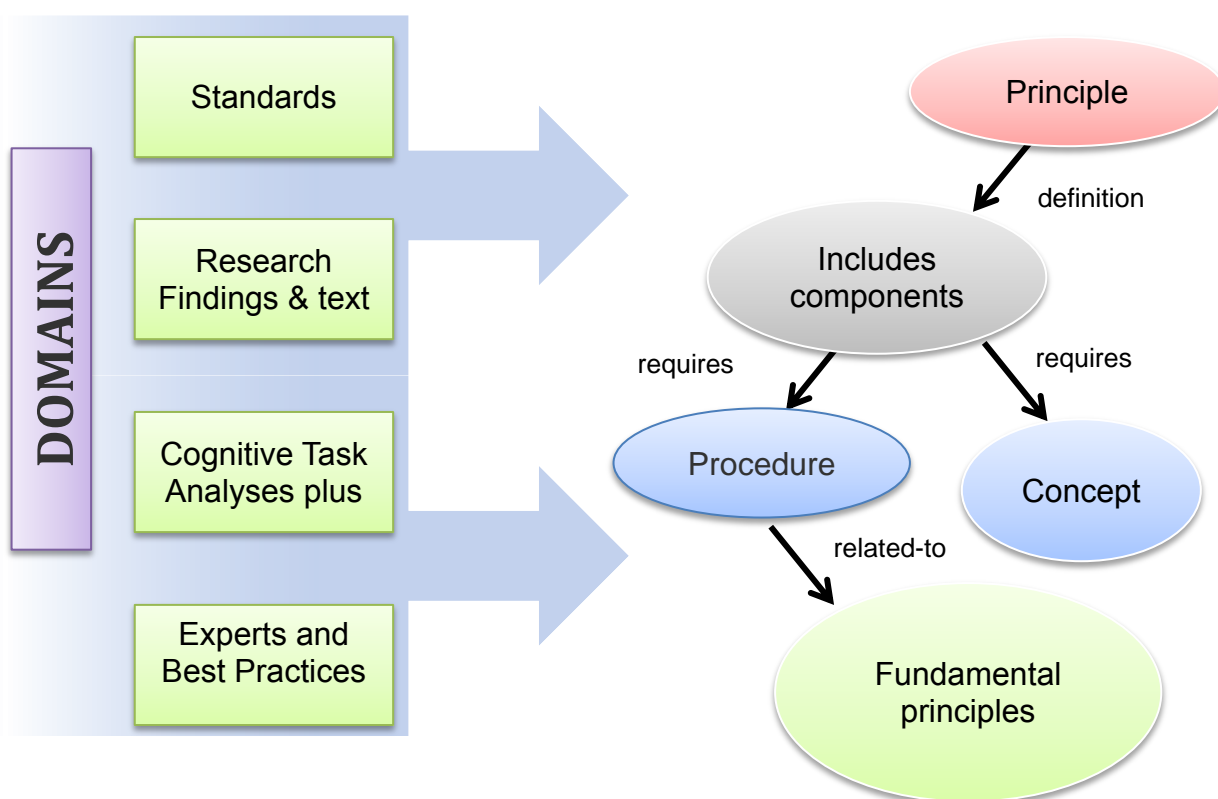 DOMAINS
Standards
Research
Findings & text
Cognitive Task
Analyses plus
Experts and
Best Practices
Principle
definition
Includes
components
requires
requires
Procedure
Concept
related-to
Fundamental
principles